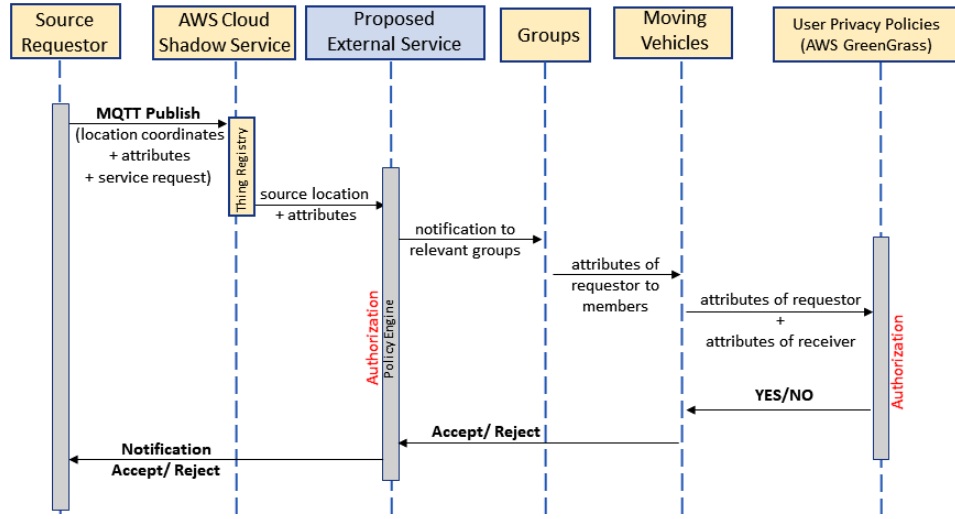 Source
Requestor
AWS Cloud
Shadow Service
Proposed
External Service
Groups
Moving
Vehicles
User Privacy Policies
(AWS GreenGrass)
MQTT Publish
(location coordinates
+ attributes
+ service request)
Thing Registry
source location
+ attributes
notification to
relevant groups
attributes of
requestor to
members
attributes of requestor
+
attributes of receiver
Authorization
Policy Engine
Authorization
YES/NO
Accept/ Reject
Notification
Accept/ Reject